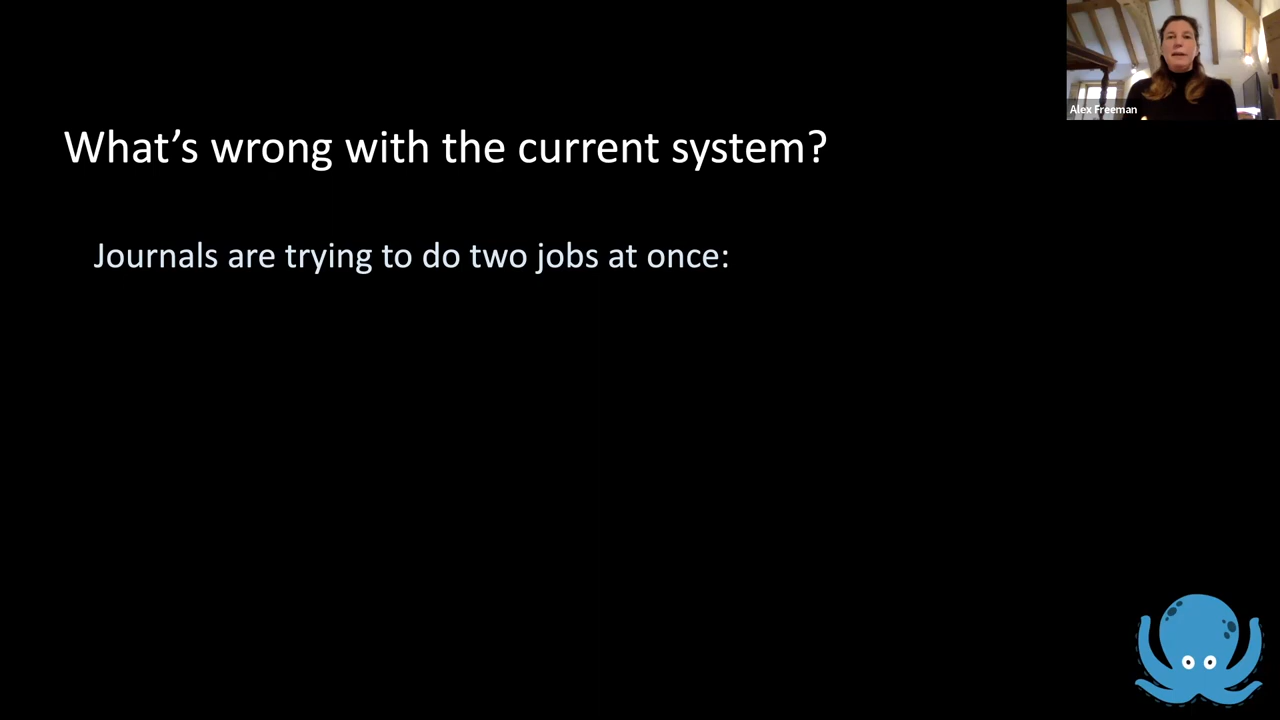 Alex Freeman
What’s wrong with the current system?
Journals are trying to do two jobs at once: